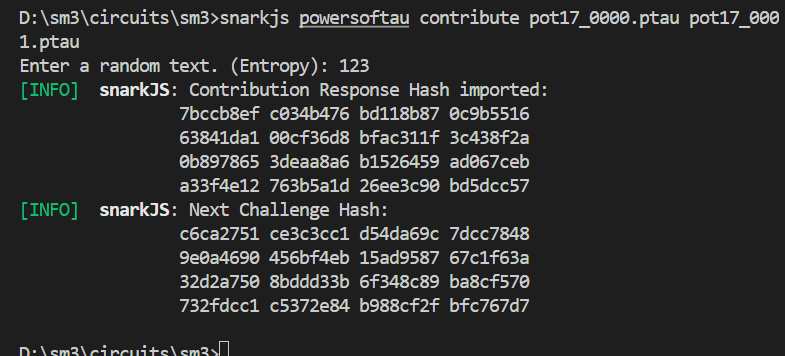 D:\sm3\circuits\sm3>snarkjs powersoftau contribute pot17_0000.ptau pot17_000
1.ptau
Enter a random text. (Entropy): 123
[INFO]  snarkJS: Contribution Response Hash imported:
7bccb8ef c034b476 bd118b87 0c9b5516
63841da1 00cf36d8 bfac311f 3c438f2a
0b897865 3deaa8a6 b1526459 ad067ceb
a33f4e12 763b5a1d 26ee3c90 bd5dcc57
[INFO]  snarkJS: Next Challenge Hash:
c6ca2751 ce3c3cc1 d54da69c 7dcc7848
9e0a4690 456bf4eb 15ad9587 67c1f63a
32d2a750 8bddd33b 6f348c89 ba8cf570
732fdcc1 c5372e84 b988cf2f bfc767d7
D:\sm3\circuits\sm3>